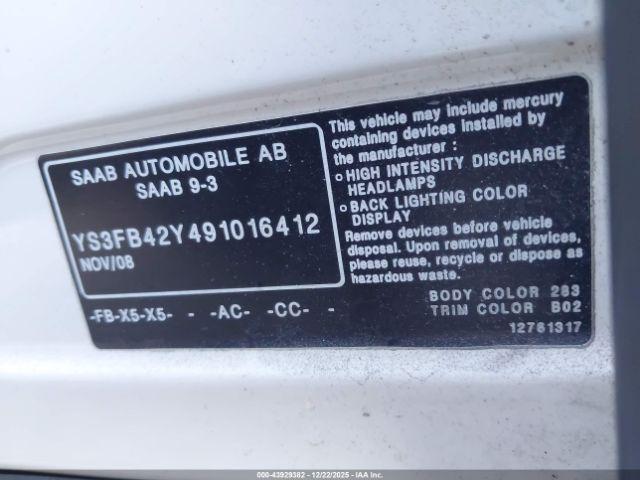 SAAB AUTOMOBILE AB
SAAB 9-3
YS3FB42Y491016412
NOV/08
-FB-X5-X5- - -AC- -CC- -
This vehicle may include mercury
containing devices installed by
the manufacturer :
o HIGH INTENSITY DISCHARGE
HEADLAMPS
o BACK LIGHTING COLOR
DISPLAY
Remove devices before vehicle
disposal. Upon removal of devices,
please reuse, recycle or dispose as
hazardous waste.
BODY COLOR 283
TRIM COLOR B02
12781317
000-43929382 | 12/22/2025 - IAAI.COM